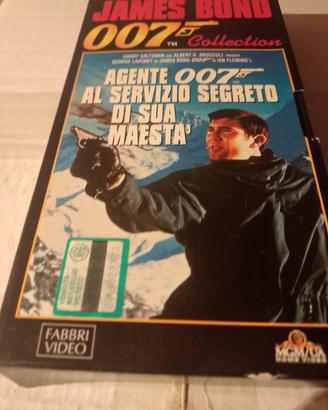 JAMES BOND
007 ™ Collection
HARRY SALTZMAN AND ALBERT R. BROCCOLI PRESENT
GEORGE LAZENBY AS JAMES BOND 007 IN IAN FLEMING'S
AGENTE 007
AL SERVIZIO SEGRETO
DI SUA
MAESTA'
FABBRI
VIDEO
MGM/UA
HOME VIDEO